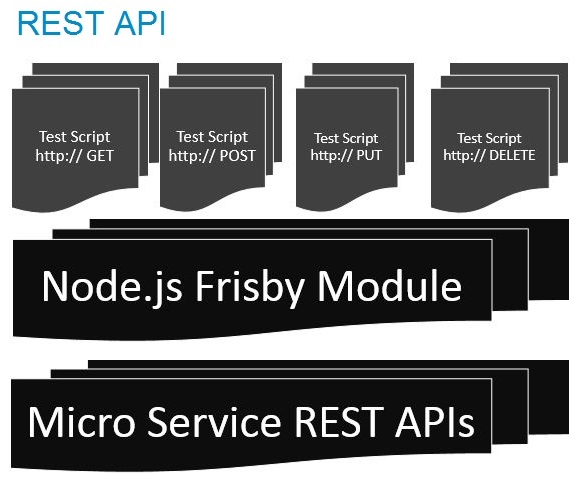 REST API
Test Script
http:// GET
Test Script
http:// POST
Test Script
http:// PUT
Test Script
http:// DELETE
Node.js Frisby Module
Micro Service REST APIs